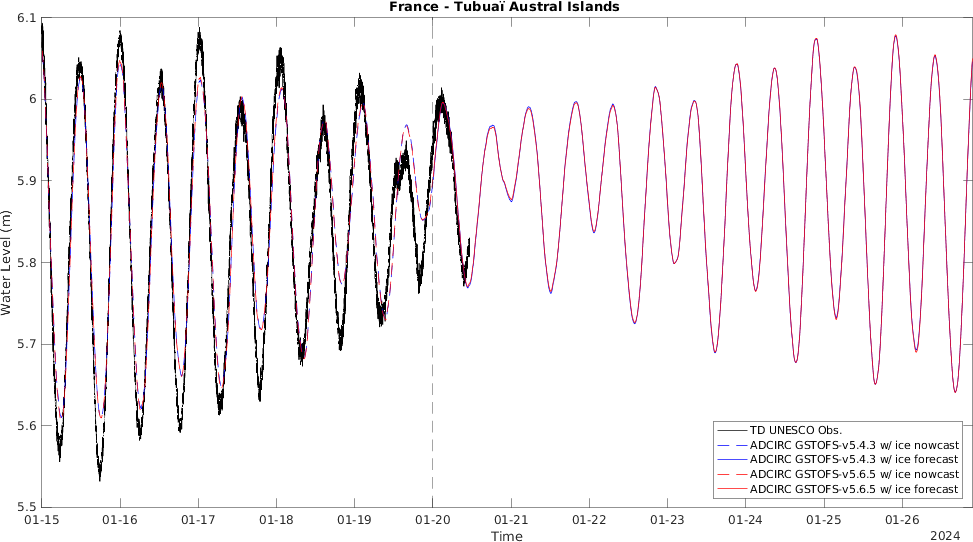 France - Tubuaï Austral Islands
6.1
6
5.9
5.8
5.7
5.6
5.5
Water Level (m)
01-15 01-16 01-17 01-18 01-19 01-20 01-21 01-22 01-23 01-24 01-25 01-26
Time
2024
TD UNESCO Obs.
ADCIRC GSTOFS-v5.4.3 w/ ice nowcast
ADCIRC GSTOFS-v5.4.3 w/ ice forecast
ADCIRC GSTOFS-v5.6.5 w/ ice nowcast
ADCIRC GSTOFS-v5.6.5 w/ ice forecast